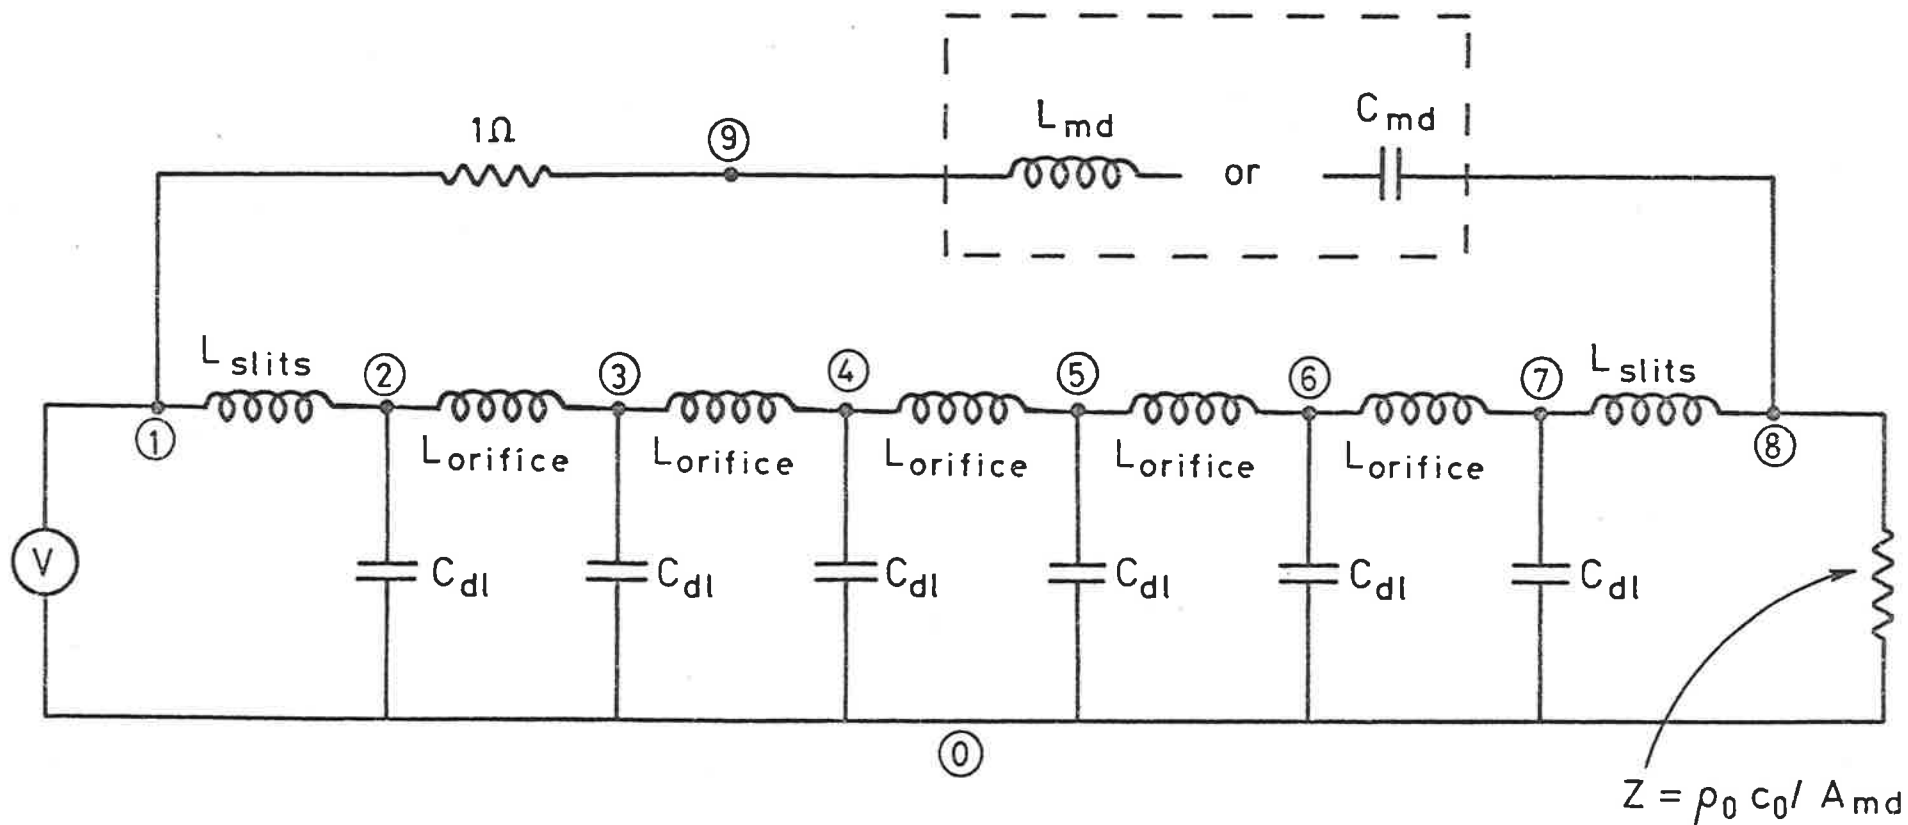 1Ω
9
L md
or
C md
L slits
2
3
4
5
6
7
L slits
1
L orifice
L orifice
L orifice
L orifice
L orifice
8
V
C dl
C dl
C dl
C dl
C dl
C dl
0
Z = ρ0 c0 / A md